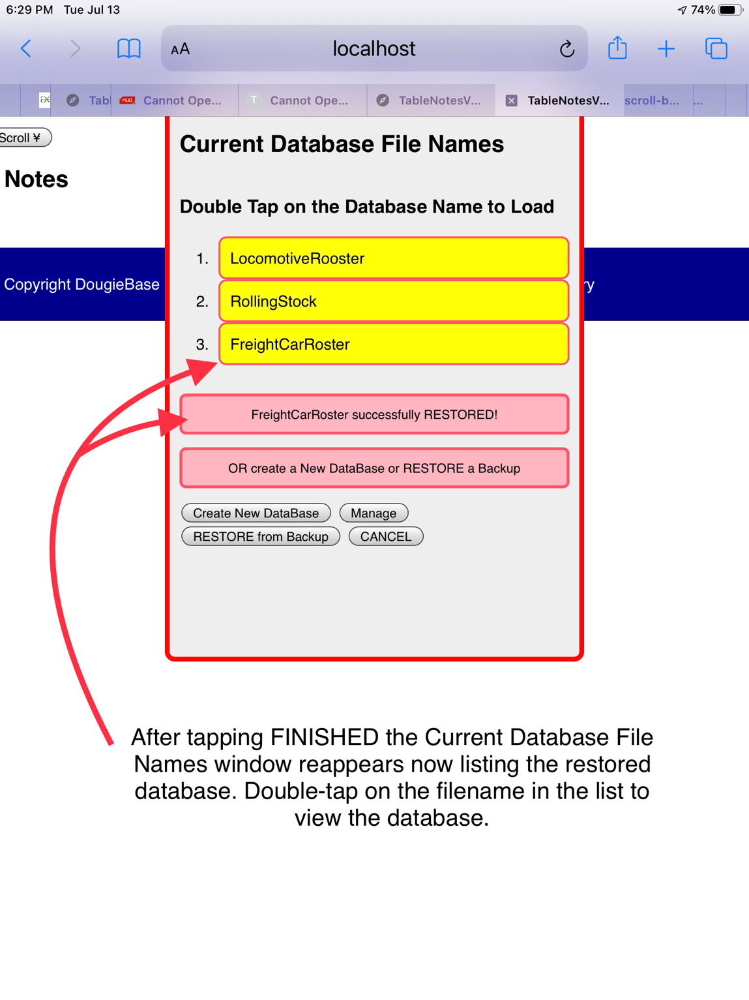 6:29 PM Tue Jul 13 74%
AA localhost
Tabl Cannot Ope... T Cannot Ope... TableNotesV... TableNotesV... scroll-b... ...
Scroll ¥
Current Database File Names
Notes
Double Tap on the Database Name to Load
1. LocomotiveRooster
Copyright DougieBase ry
2. RollingStock
3. FreightCarRoster
FreightCarRoster successfully RESTORED!
OR create a New DataBase or RESTORE a Backup
Create New DataBase Manage
RESTORE from Backup CANCEL
After tapping FINISHED the Current Database File
Names window reappears now listing the restored
database. Double-tap on the filename in the list to
view the database.